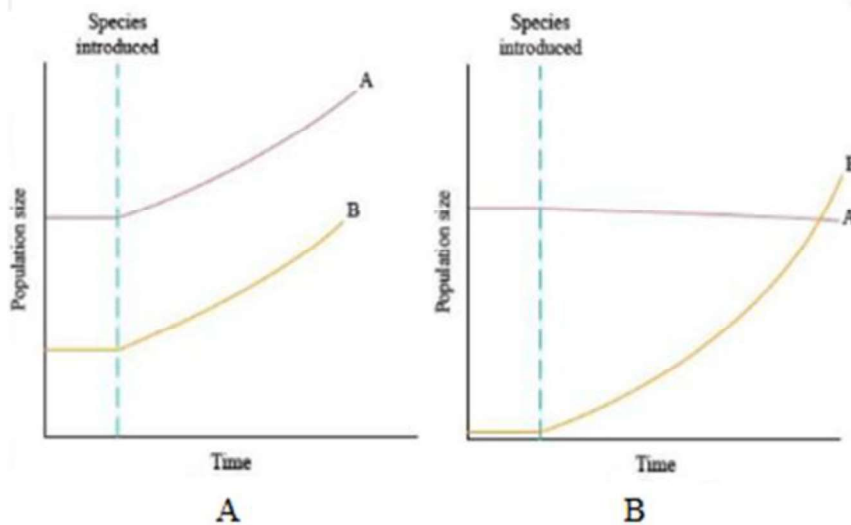 Species
introduced
A
B
Population size
Time
A
Species
introduced
A
Population size
Time
B